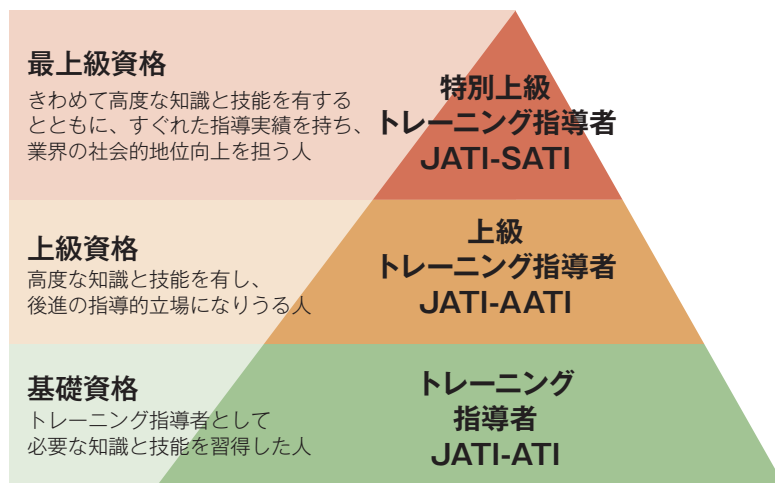 最上級資格
きわめて高度な知識と技能を有する
とともに、すぐれた指導実績を持ち、
業界の社会的地位向上を担う人
特別上級
トレーニング指導者
JATI-SATI
上級資格
高度な知識と技能を有し、
後進の指導的立場になりうる人
上級
トレーニング指導者
JATI-AATI
基礎資格
トレーニング指導者として
必要な知識と技能を習得した人
トレーニング
指導者
JATI-ATI